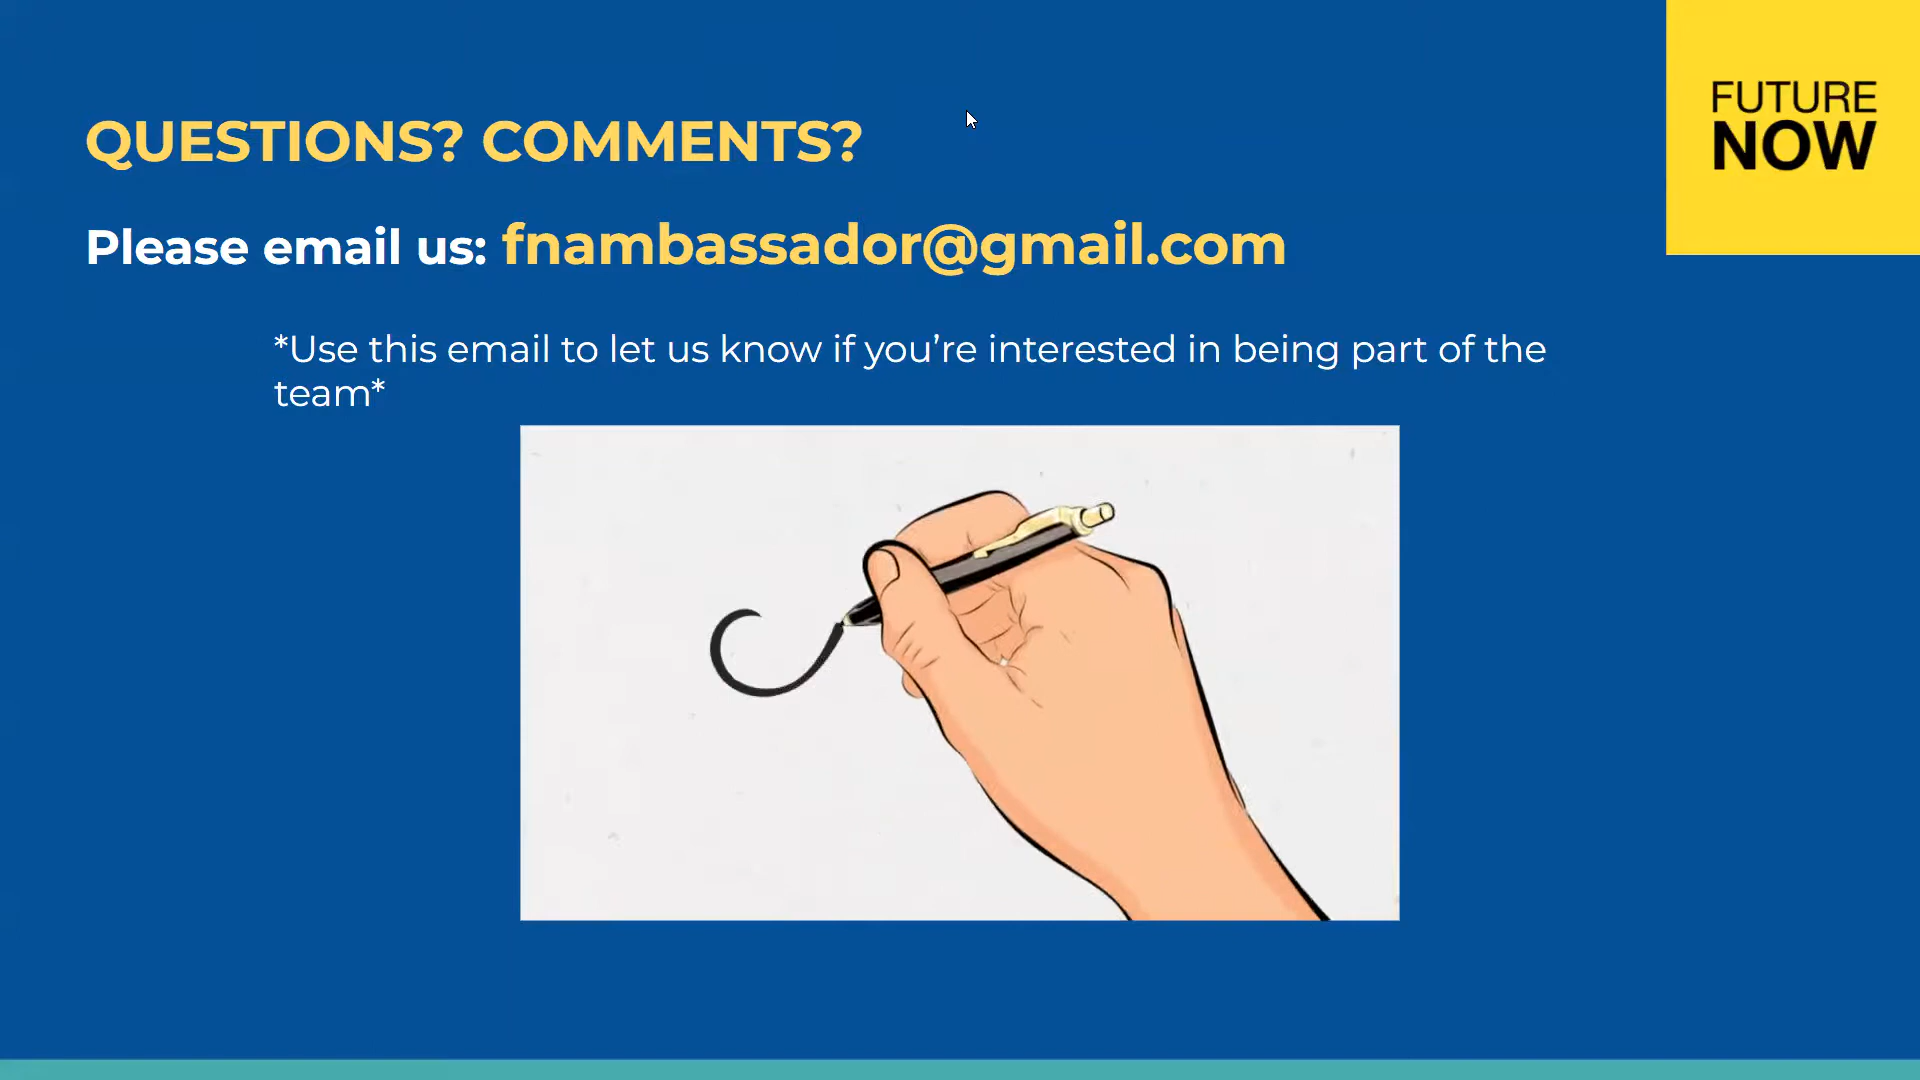 FUTURE
NOW
QUESTIONS? COMMENTS?
Please email us: fnambassador@gmail.com
*Use this email to let us know if you’re interested in being part of the
team*